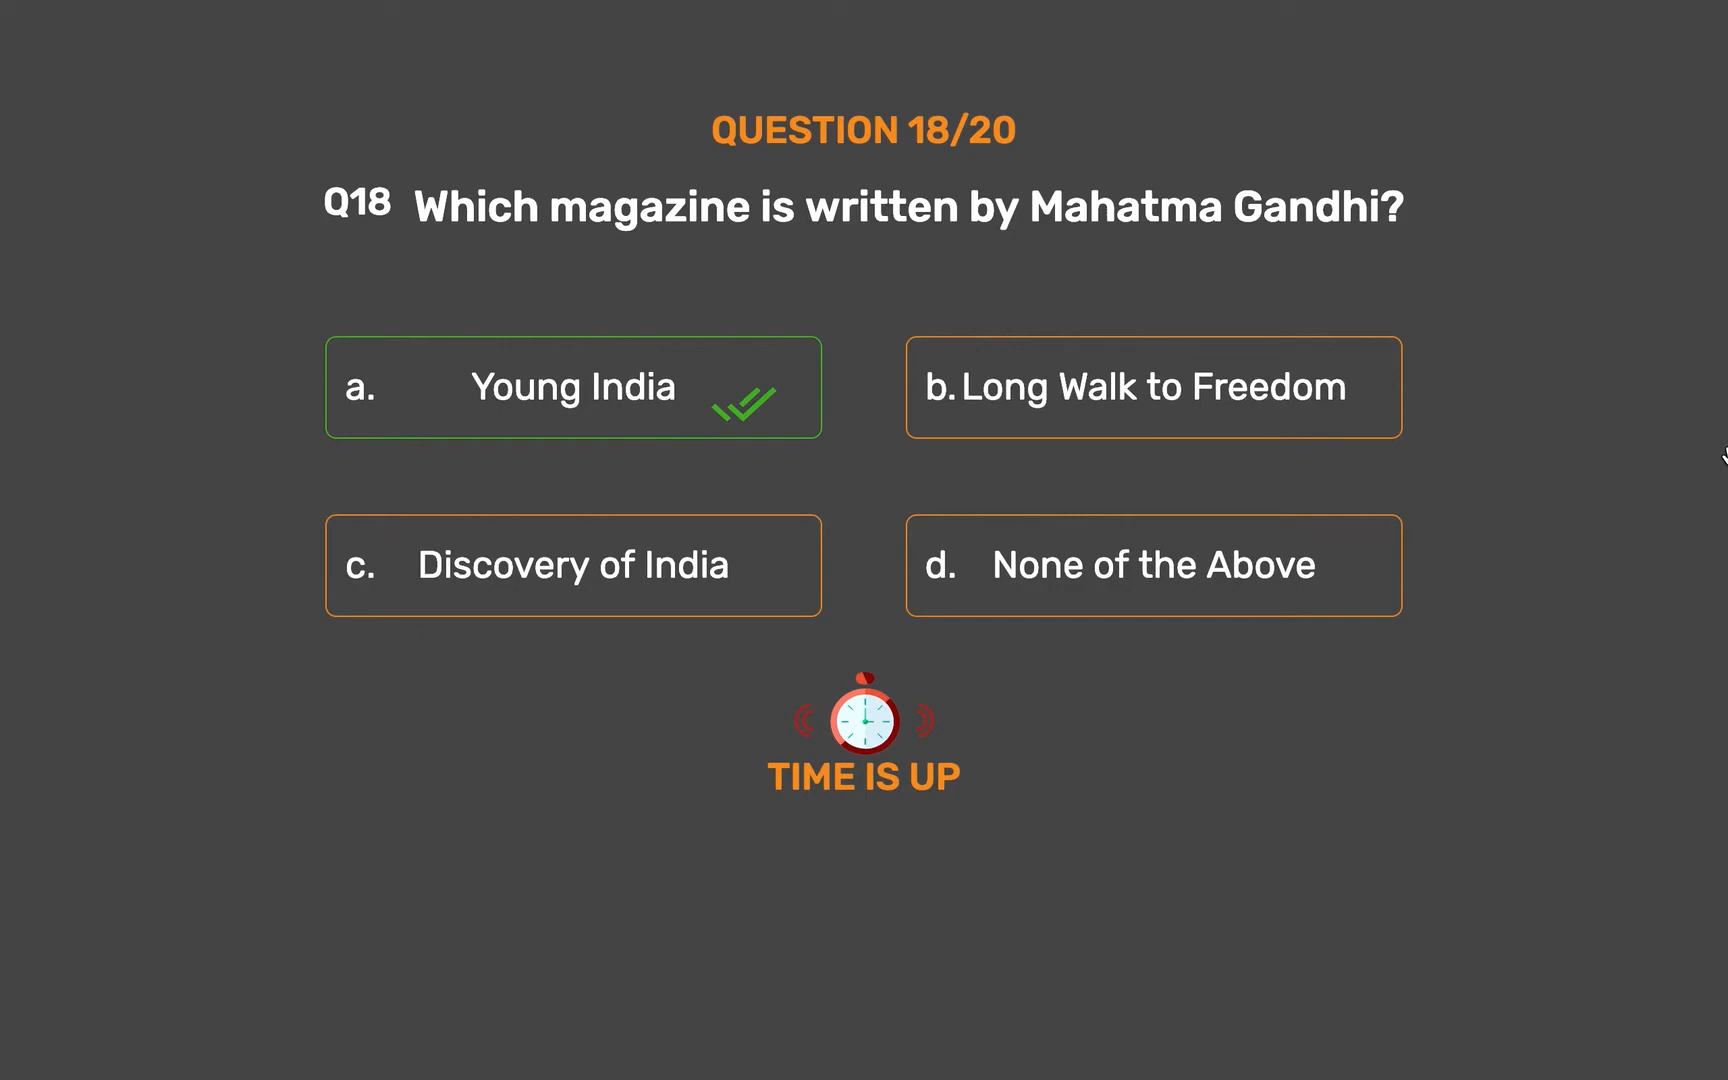 QUESTION 18/20
Q18 Which magazine is written by Mahatma Gandhi?
a. Young India
b. Long Walk to Freedom
c. Discovery of India
d. None of the Above
TIME IS UP